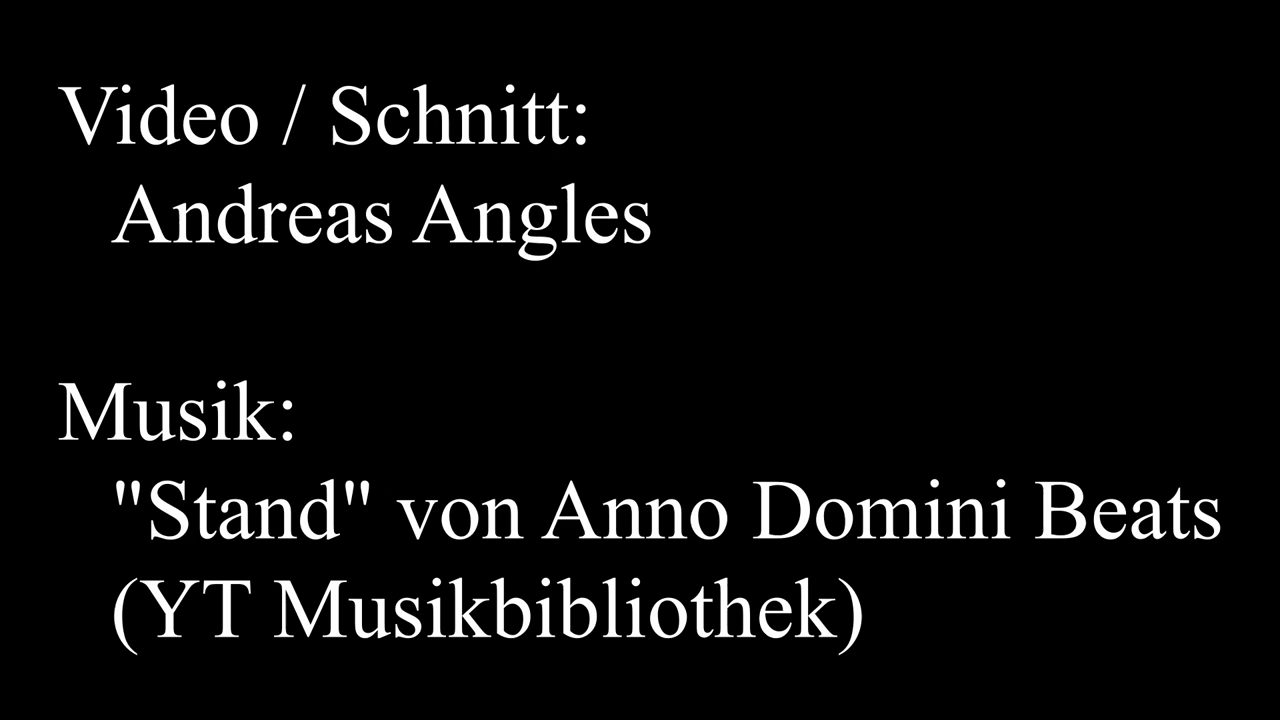 Video / Schnitt:
Andreas Angles
Musik:
"Stand" von Anno Domini Beats
(YT Musikbibliothek)